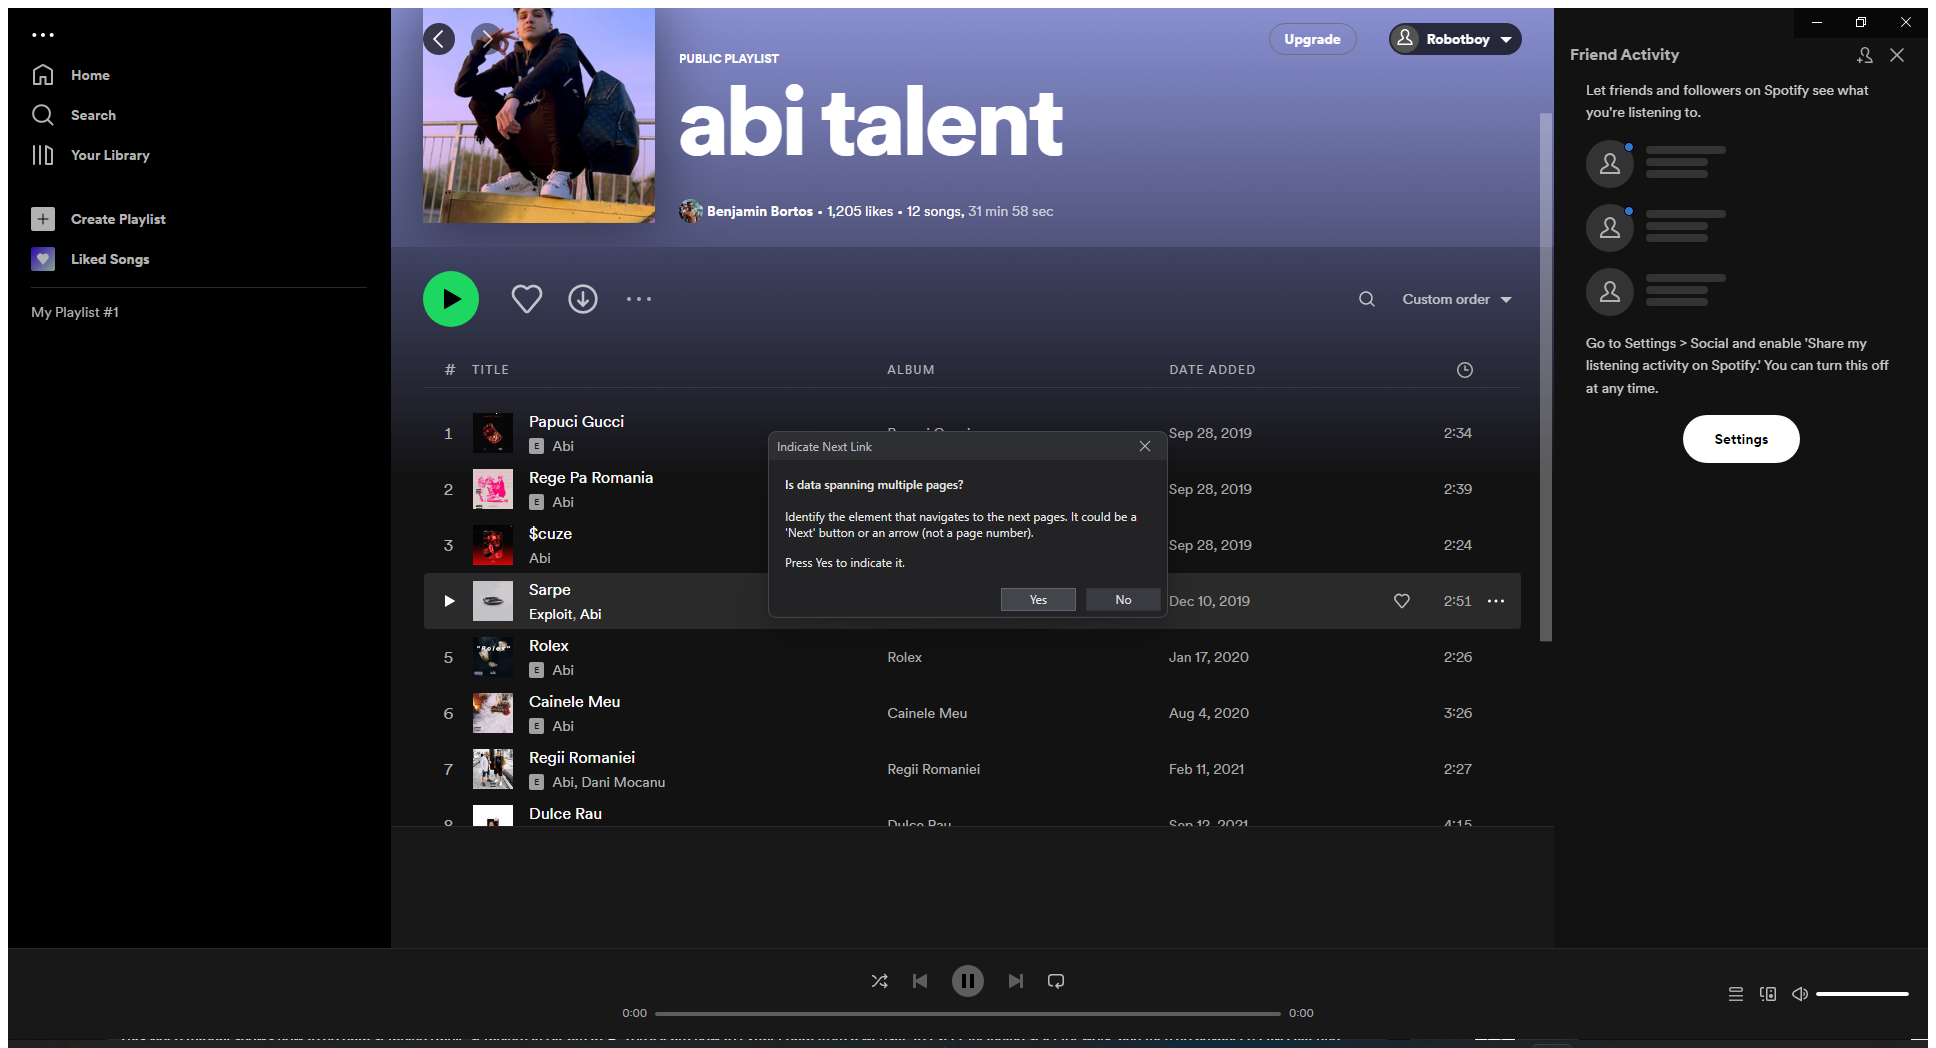 Home
Search
Your Library
Create Playlist
Liked Songs
My Playlist #1
Upgrade
Robotboy
PUBLIC PLAYLIST
abi talent
Benjamin Bortos • 1,205 likes • 12 songs, 31 min 58 sec
Custom order
# TITLE ALBUM DATE ADDED
1 Papuci Gucci Sep 28, 2019 2:34
E Abi
2 Rege Pa Romania Sep 28, 2019 2:39
E Abi
3 $cuze Sep 28, 2019 2:24
Abi
Sarpe Dec 10, 2019 2:51
Exploit, Abi
5 Rolex Rolex Jan 17, 2020 2:26
E Abi
6 Cainele Meu Cainele Meu Aug 4, 2020 3:26
E Abi
7 Regii Romaniei Regii Romaniei Feb 11, 2021 2:27
E Abi, Dani Mocanu
8 Dulce Rau Dulce Rau Sep 12, 2021 4:15
Indicate Next Link
Is data spanning multiple pages?
Identify the element that navigates to the next pages. It could be a
'Next' button or an arrow (not a page number).
Press Yes to indicate it.
Yes No
Friend Activity
Let friends and followers on Spotify see what
you're listening to.
Go to Settings > Social and enable 'Share my
listening activity on Spotify.' You can turn this off
at any time.
Settings
0:00 0:00